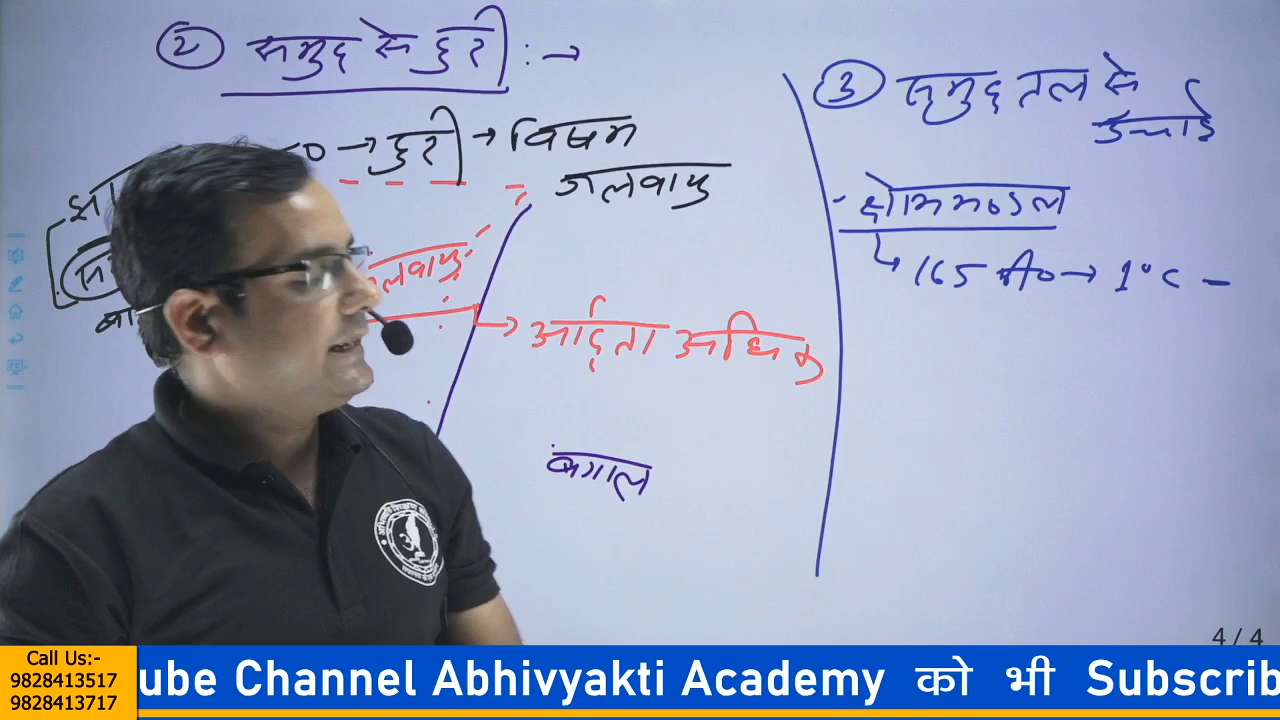 ② समुद्र से दूरी :→
→ दूरी → विषम
जलवायु
जलवायु
→ आर्द्रता अधिक
बंगाल
③ समुद्र तल से
ऊंचाई
- क्षोभमण्डल
↳ 165 मी० → 1°C -
4 / 4
Call Us:-
9828413517
9828413717
ube Channel Abhivyakti Academy को भी Subscrib